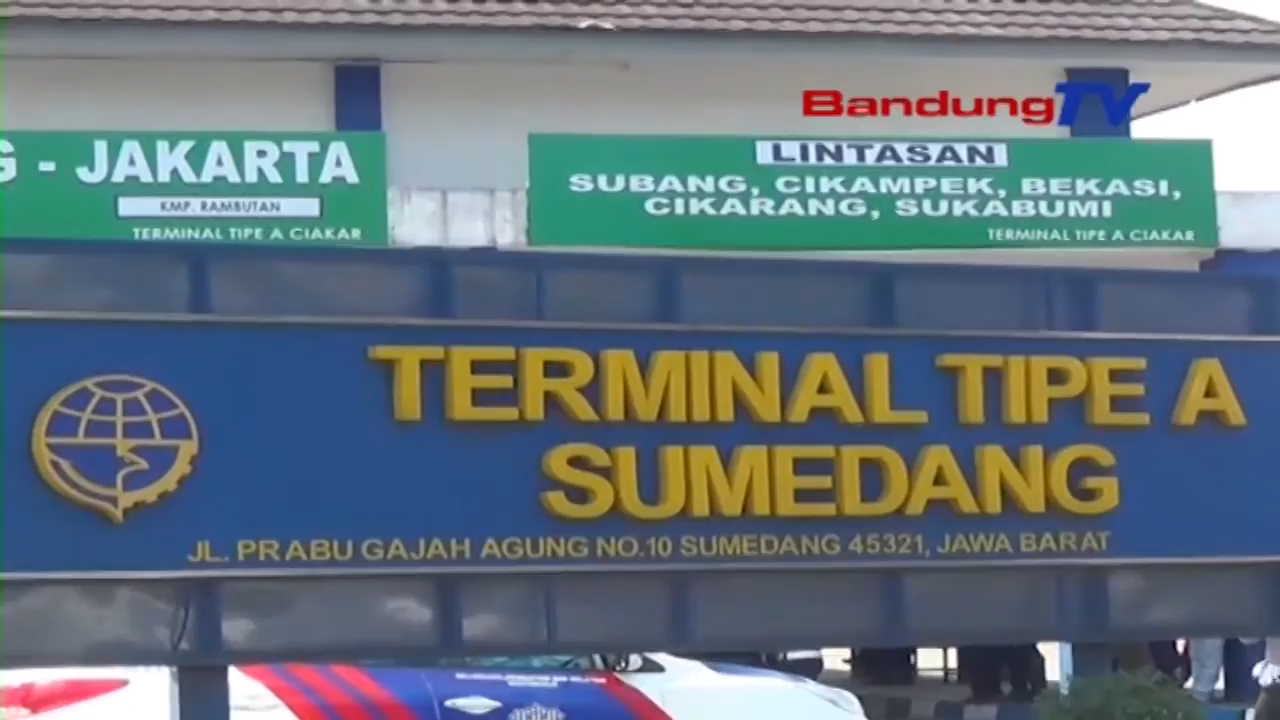 BandungTV
G - JAKARTA
KMP. RAMBUTAN
TERMINAL TIPE A CIAKAR
LINTASAN
SUBANG, CIKAMPEK, BEKASI,
CIKARANG, SUKABUMI
TERMINAL TIPE A CIAKAR
TERMINAL TIPE A
SUMEDANG
JL. PRABU GAJAH AGUNG NO.10 SUMEDANG 45321, JAWA BARAT